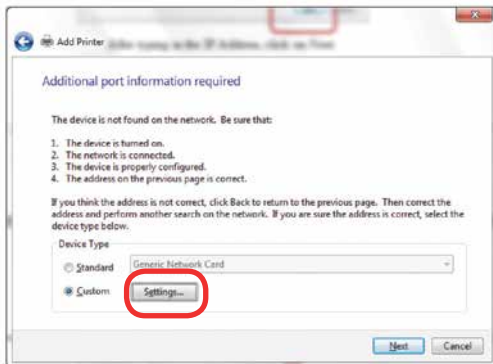 Add Printer
Additional port information required
The device is not found on the network. Be sure that:
1. The device is turned on.
2. The network is connected.
3. The device is properly configured.
4. The address on the previous page is correct.
If you think the address is not correct, click Back to return to the previous page. Then correct the
address and perform another search on the network. If you are sure the address is correct, select the
device type below.
Device Type
Standard
Generic Network Card
Custom
Settings...
Next
Cancel